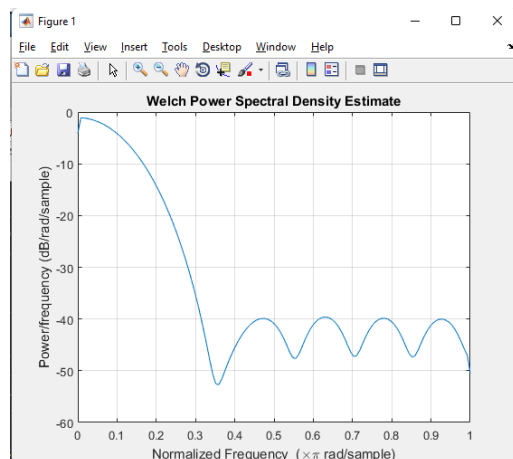 Figure 1
File Edit View Insert Tools Desktop Window Help
Welch Power Spectral Density Estimate
Power/frequency (dB/rad/sample)
0
-10
-20
-30
-40
-50
-60
0 0.1 0.2 0.3 0.4 0.5 0.6 0.7 0.8 0.9 1
Normalized Frequency (×π rad/sample)